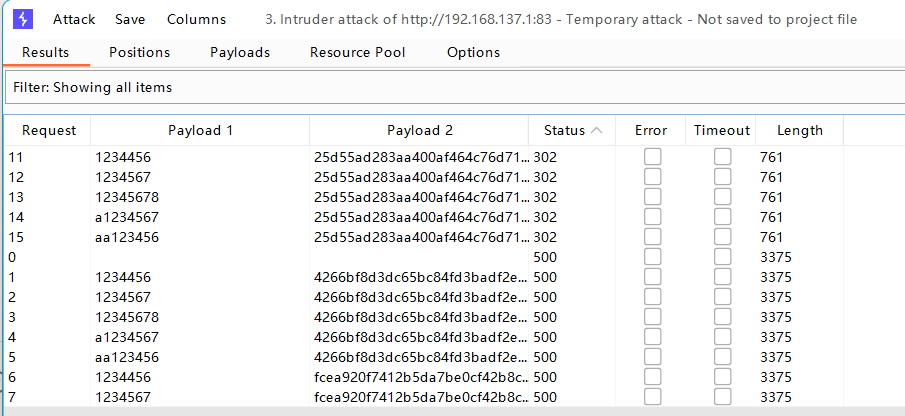 Attack Save Columns 3. Intruder attack of http://192.168.137.1:83 - Temporary attack - Not saved to project file
Results Positions Payloads Resource Pool Options
Filter: Showing all items
Request Payload 1 Payload 2 Status Error Timeout Length
11 1234456 25d55ad283aa400af464c76d71... 302 761
12 1234567 25d55ad283aa400af464c76d71... 302 761
13 12345678 25d55ad283aa400af464c76d71... 302 761
14 a1234567 25d55ad283aa400af464c76d71... 302 761
15 aa123456 25d55ad283aa400af464c76d71... 302 761
0 500 3375
1 1234456 4266bf8d3dc65bc84fd3badf2e... 500 3375
2 1234567 4266bf8d3dc65bc84fd3badf2e... 500 3375
3 12345678 4266bf8d3dc65bc84fd3badf2e... 500 3375
4 a1234567 4266bf8d3dc65bc84fd3badf2e... 500 3375
5 aa123456 4266bf8d3dc65bc84fd3badf2e... 500 3375
6 1234456 fcea920f7412b5da7be0cf42b8c... 500 3375
7 1234567 fcea920f7412b5da7be0cf42b8c... 500 3375